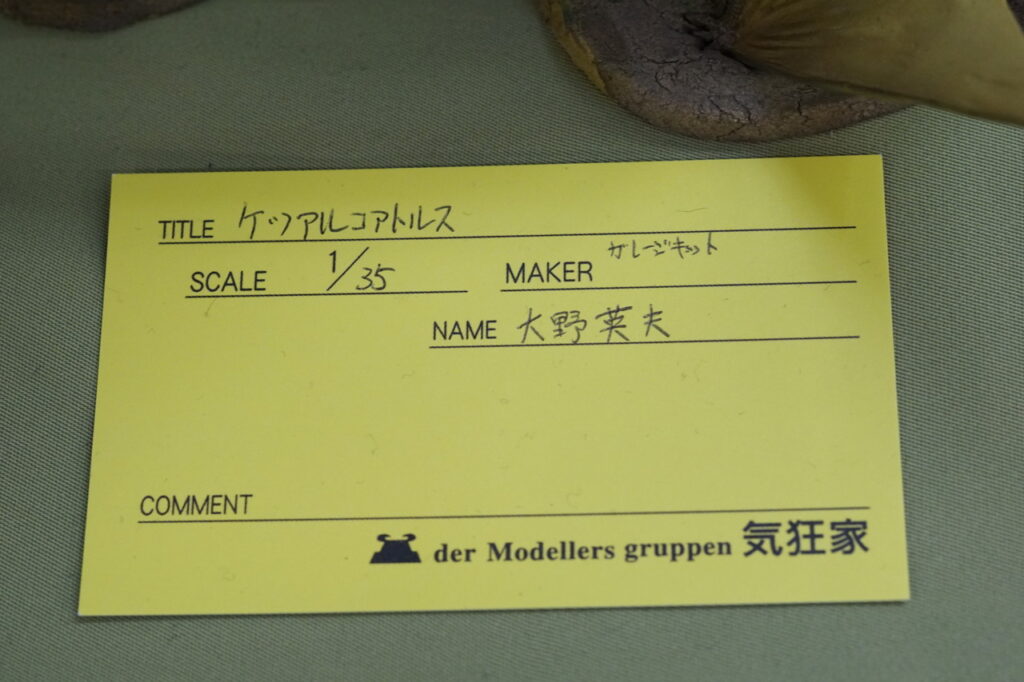 TITLE ケツアルコアトルス
SCALE 1/35
MAKER ガレージキット
NAME 大野英夫
COMMENT
der Modellers gruppen 気狂家